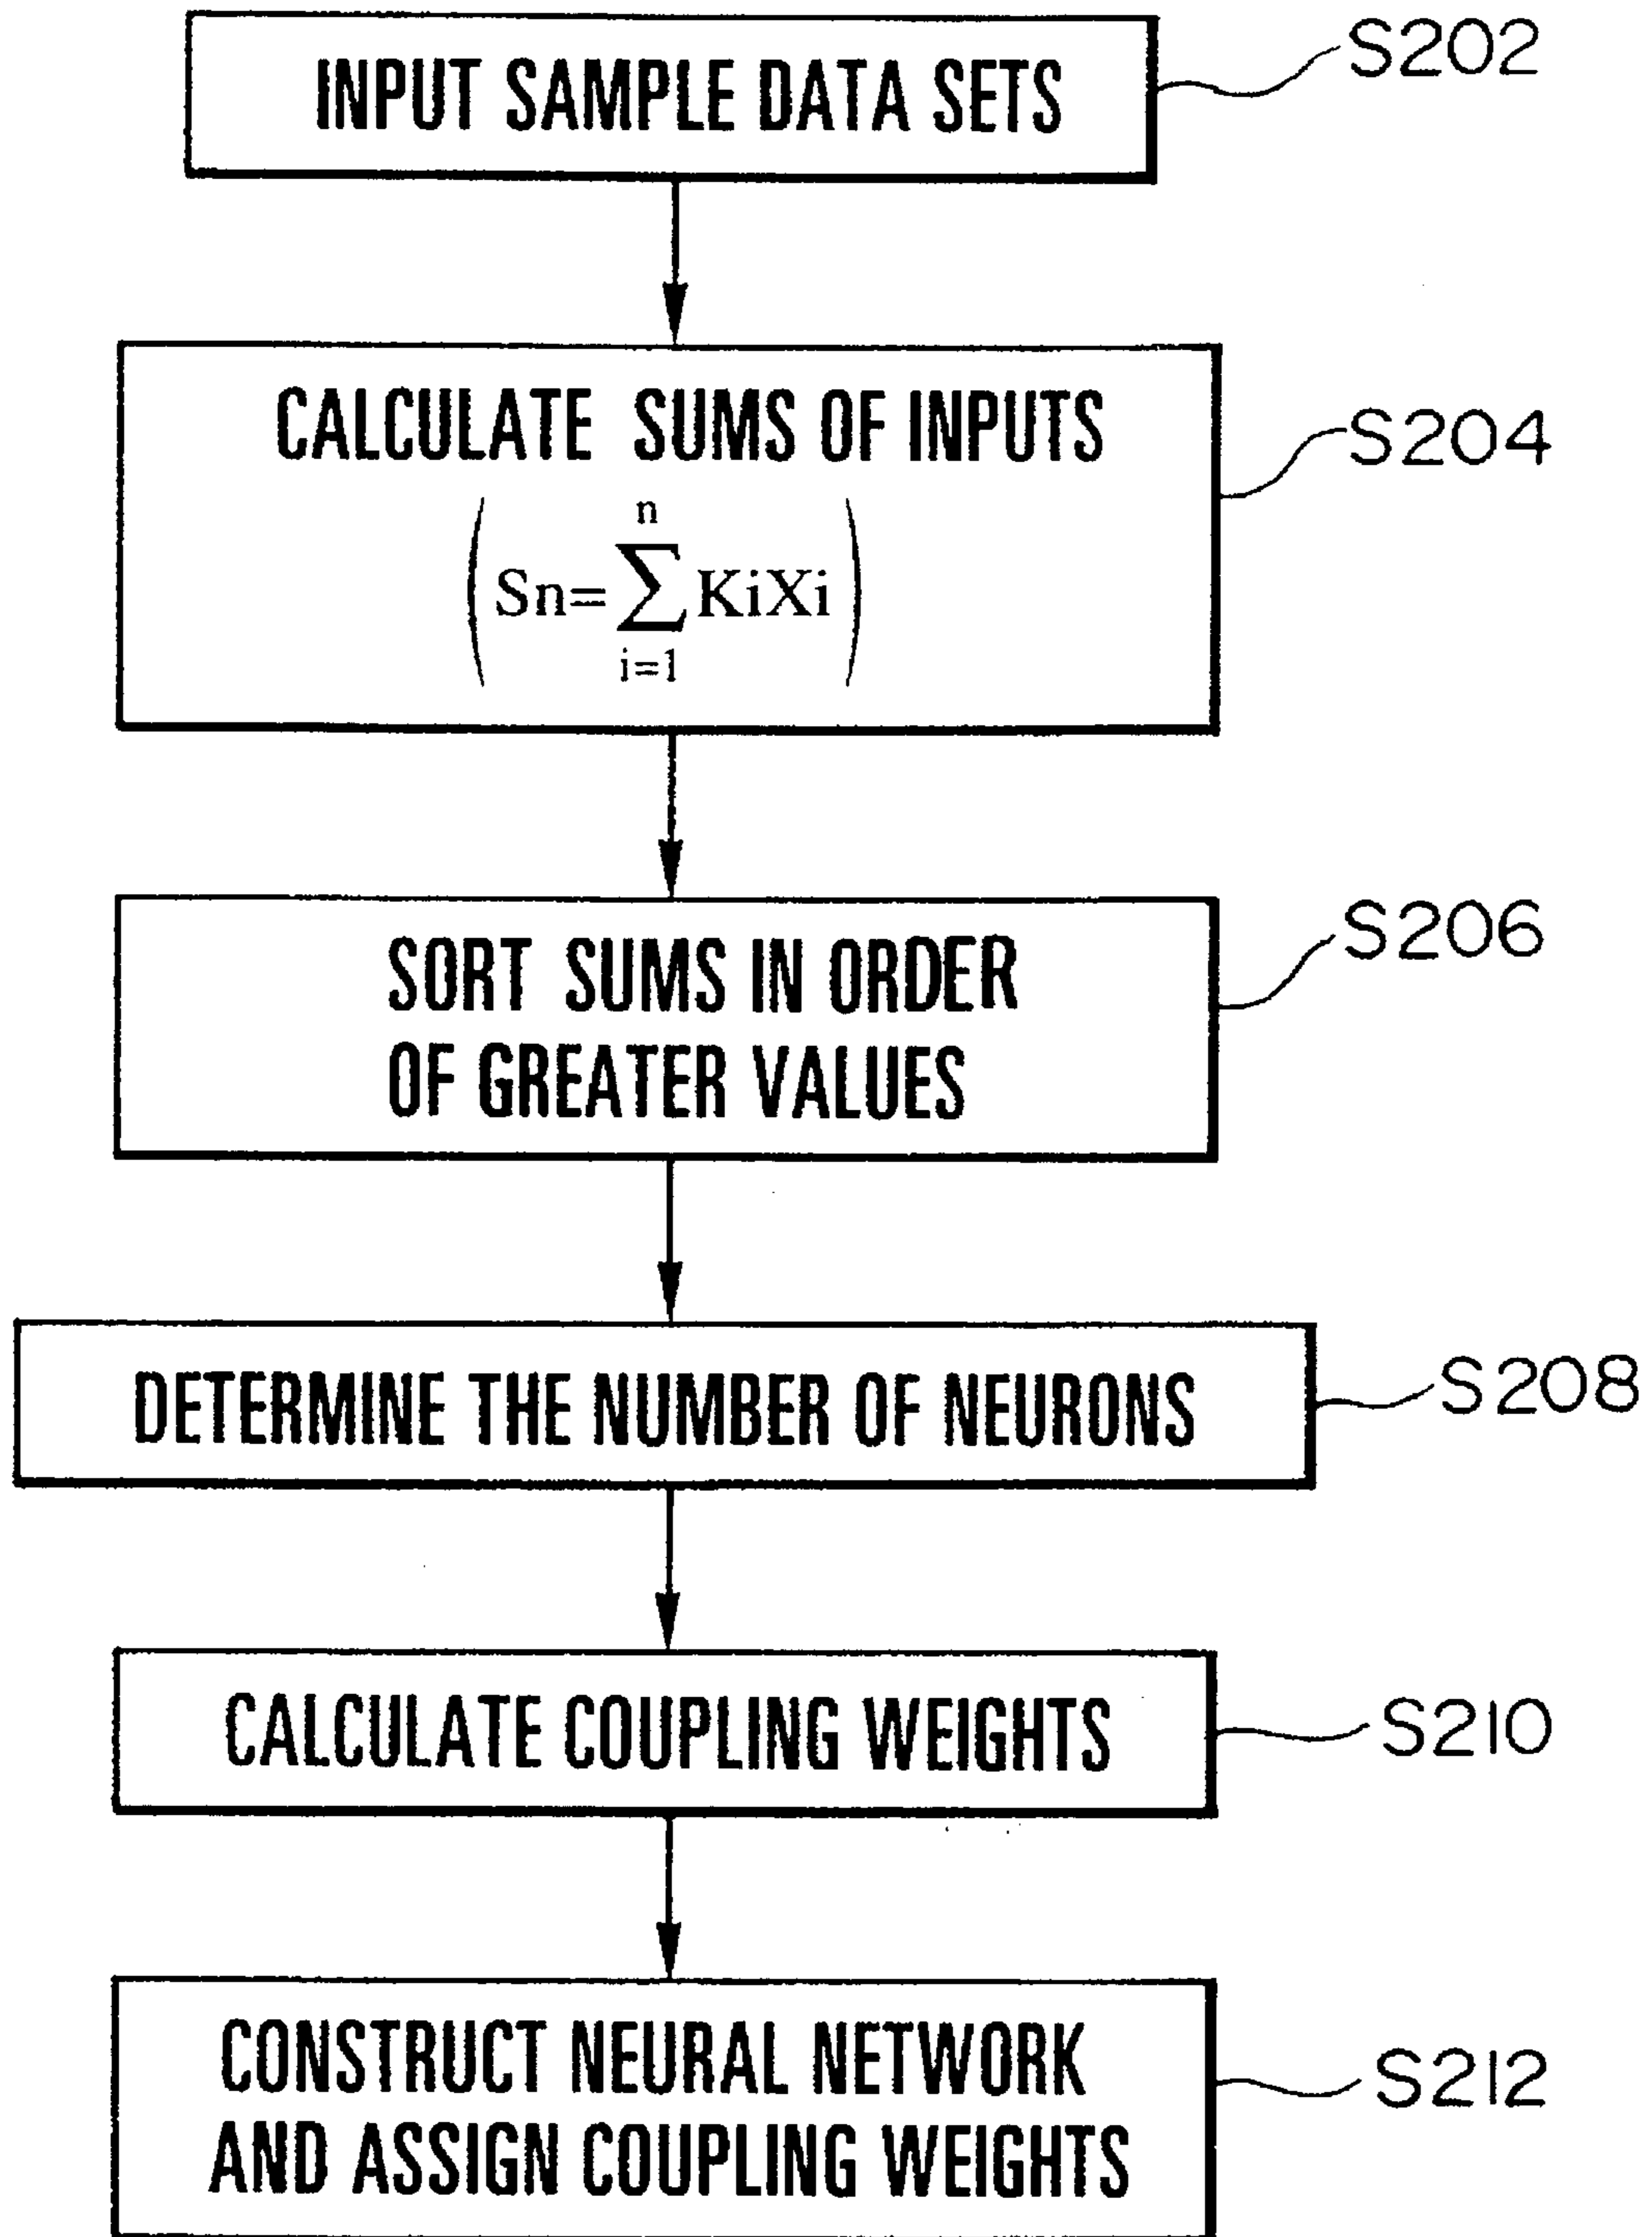 INPUT SAMPLE DATA SETS
S202
CALCULATE SUMS OF INPUTS
S204
n
(Sn=∑KiXi)
i=1
SORT SUMS IN ORDER
OF GREATER VALUES
S206
DETERMINE THE NUMBER OF NEURONS
S208
CALCULATE COUPLING WEIGHTS
S210
CONSTRUCT NEURAL NETWORK
AND ASSIGN COUPLING WEIGHTS
S212